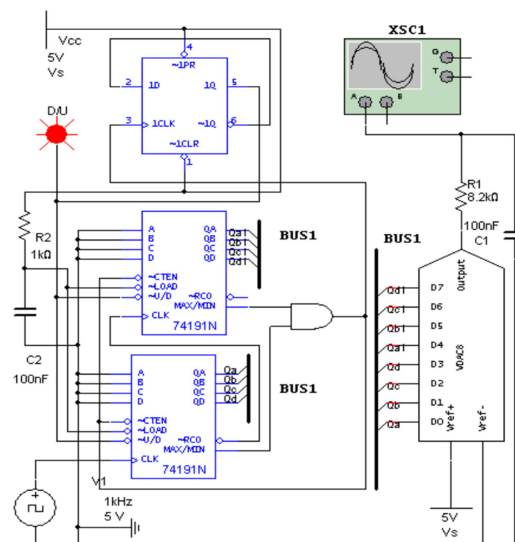 XSC1
G
T
A
B
Vcc
5V
Vs
4
~1PR
2
1D
1Q
5
3
1CLK
~1Q
6
~1CLR
1
D/U
R1
8.2kΩ
100nF
C1
R2
1kΩ
C2
100nF
A
B
C
D
~CTEN
~LOAD
~U/D
CLK
QA
QB
QC
QD
~RCO
MAX/MIN
74191N
Qa1
Qb1
Qc1
Qd1
BUS1
A
B
C
D
~CTEN
~LOAD
~U/D
CLK
QA
QB
QC
QD
~RCO
MAX/MIN
74191N
Qa
Qb
Qc
Qd
BUS1
BUS1
Qd1
Qc1
Qb1
Qa1
Qd
Qc
Qb
Qa
D7
D6
D5
D4
D3
D2
D1
D0
Output
VDAC8
Vref+
Vref-
5V
Vs
V1
1kHz
5 V